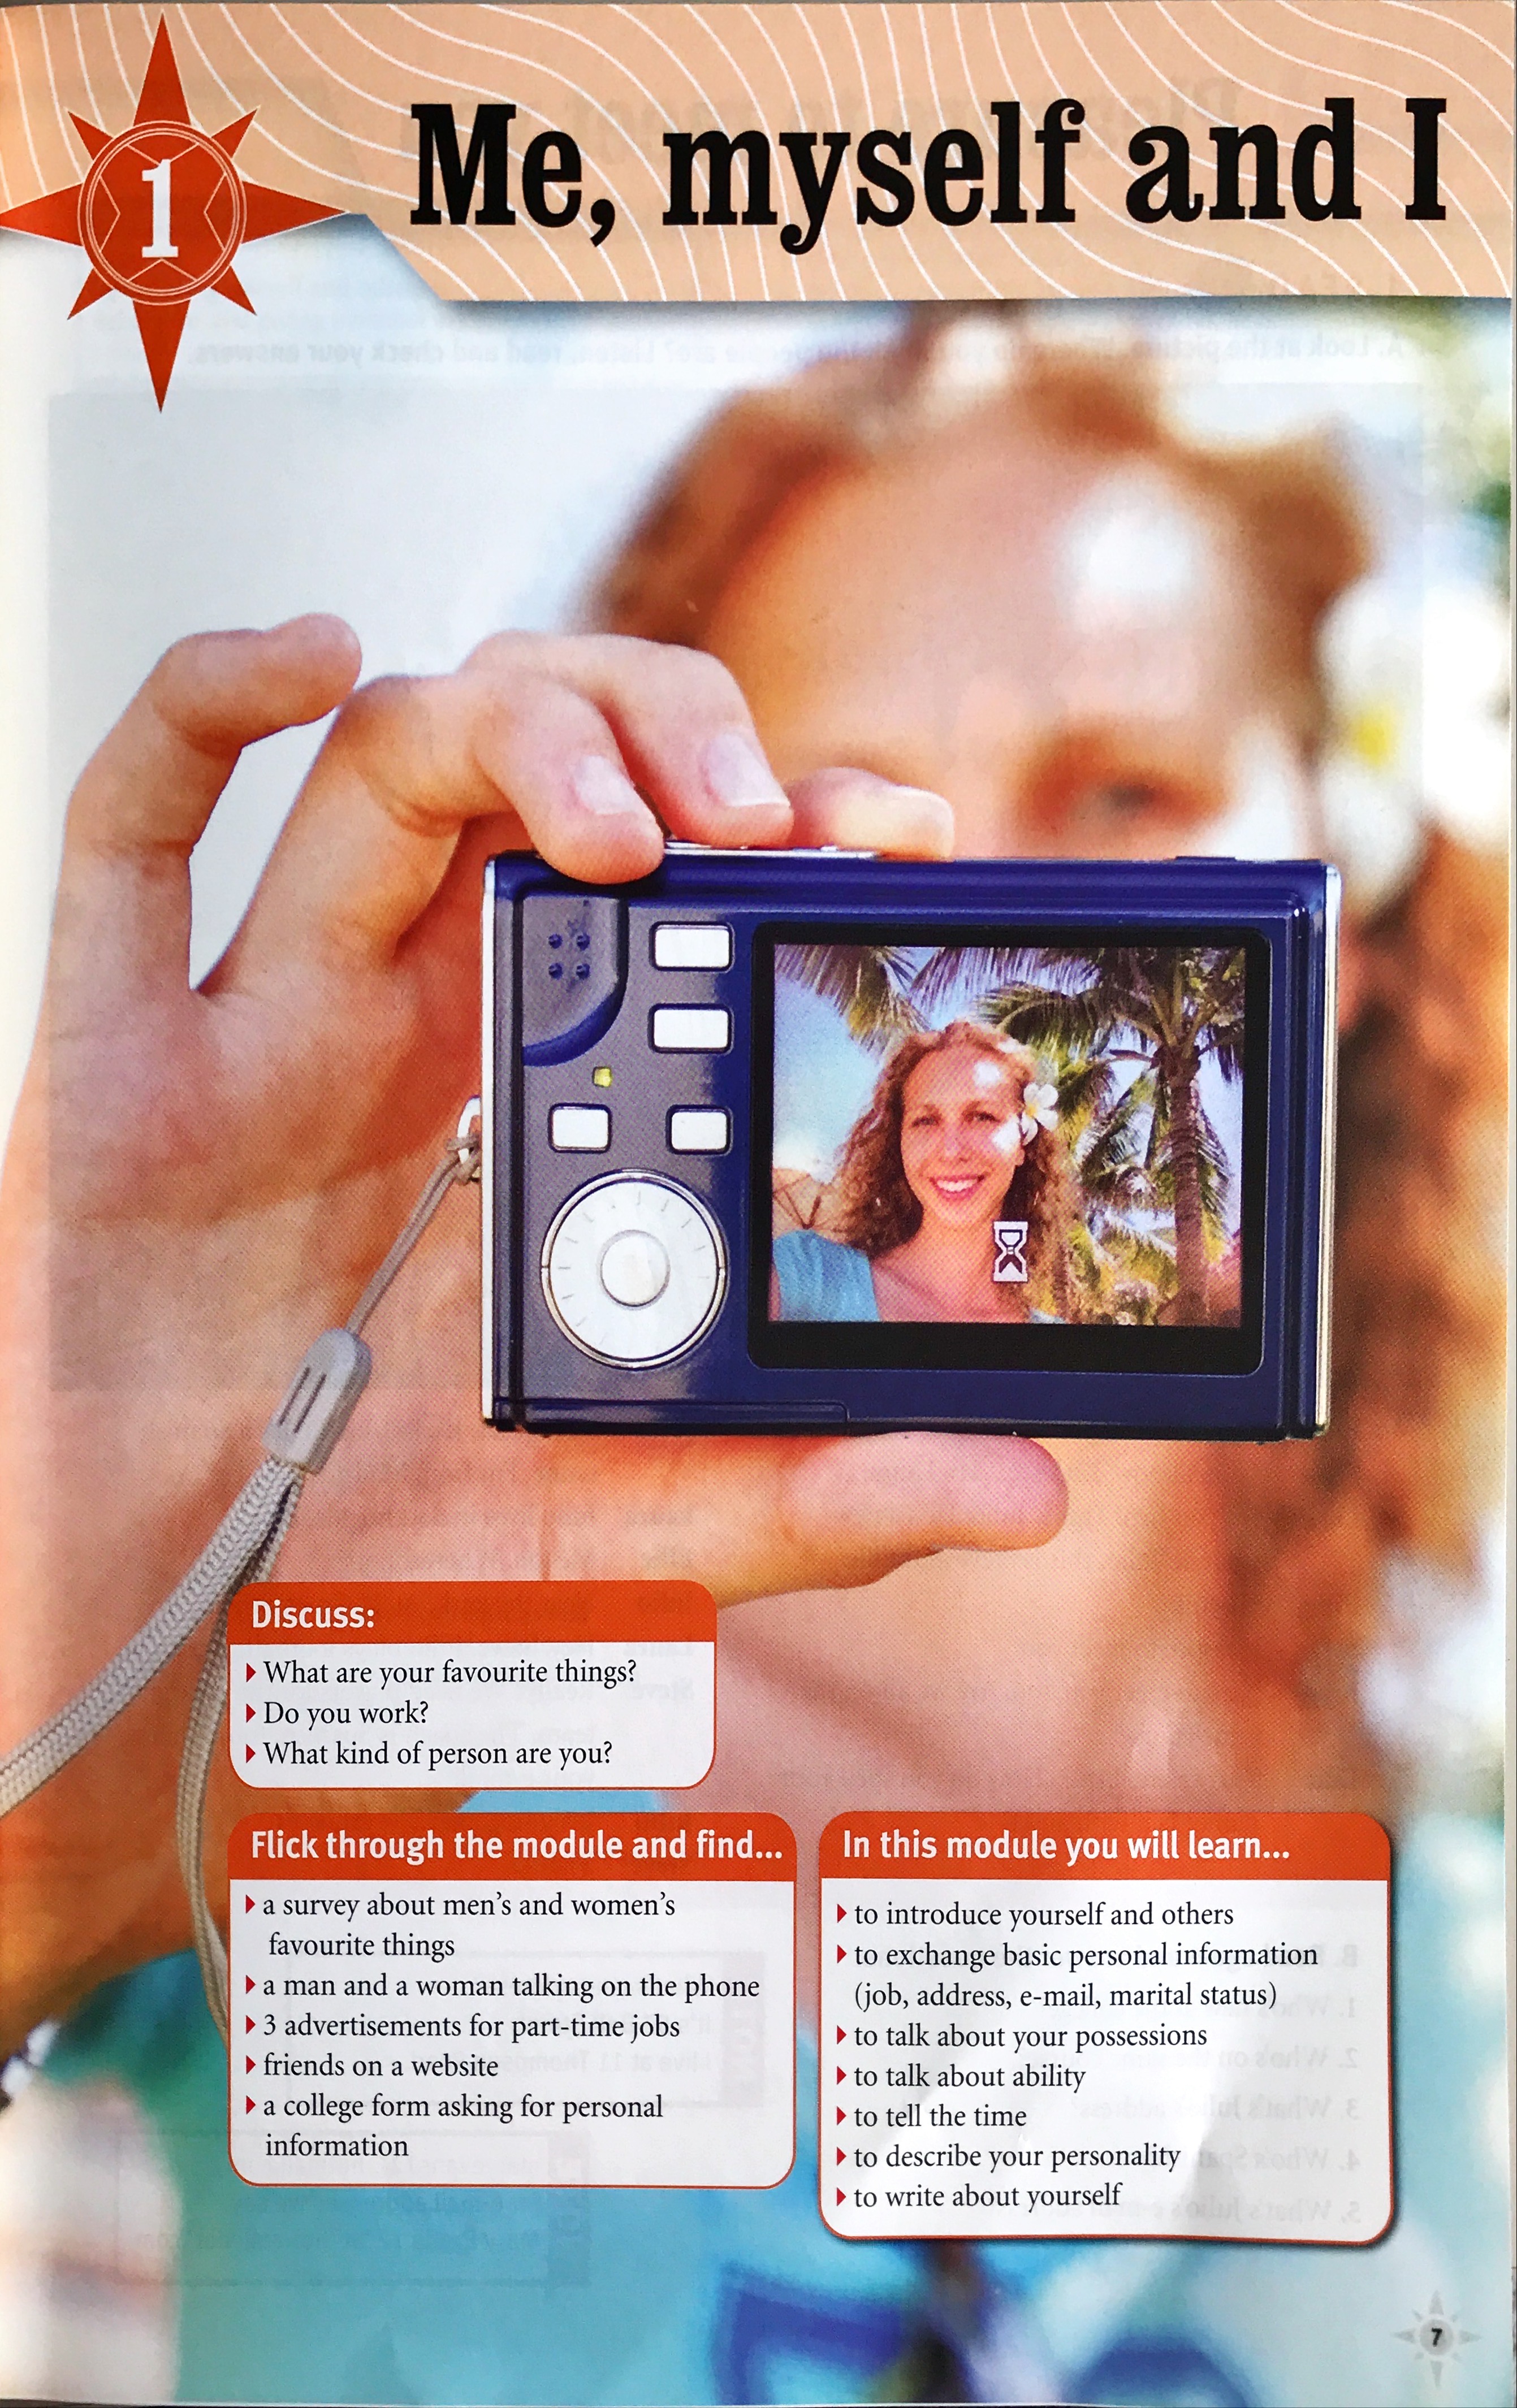 1
Me, myself and I
Discuss:
What are your favourite things?
Do you work?
What kind of person are you?
Flick through the module and find...
a survey about men's and women's
favourite things
a man and a woman talking on the phone
3 advertisements for part-time jobs
friends on a website
a college form asking for personal
information
In this module you will learn...
to introduce yourself and others
to exchange basic personal information
(job, address, e-mail, marital status)
to talk about your possessions
to talk about ability
to tell the time
to describe your personality
to write about yourself
7